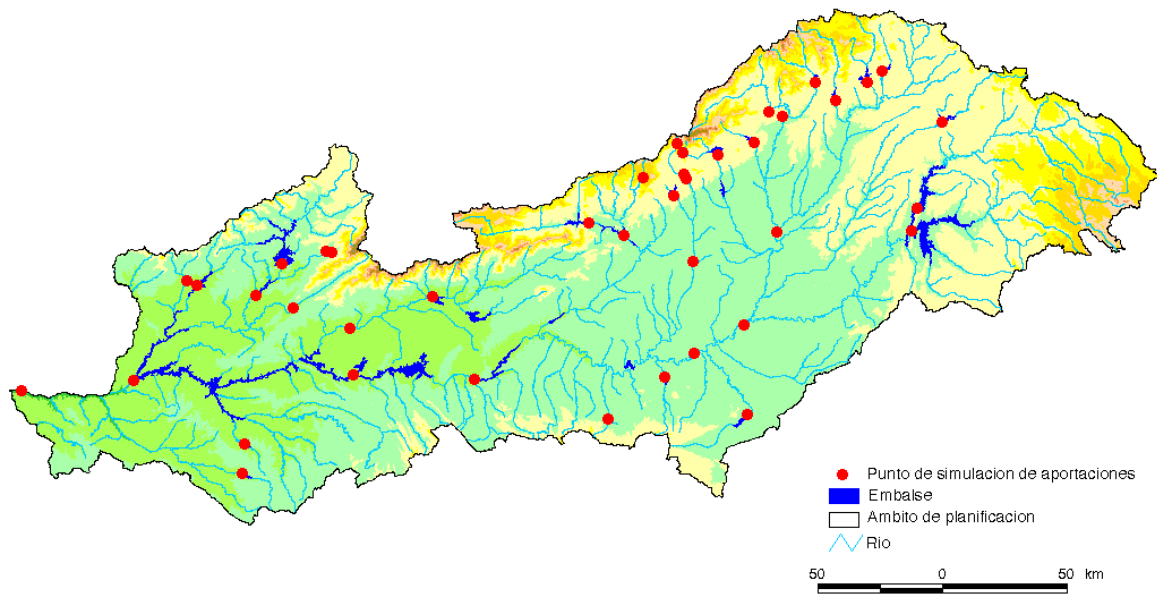 Punto de simulacion de aportaciones
Embalse
Ambito de planificacion
Rio
50 0 50 km